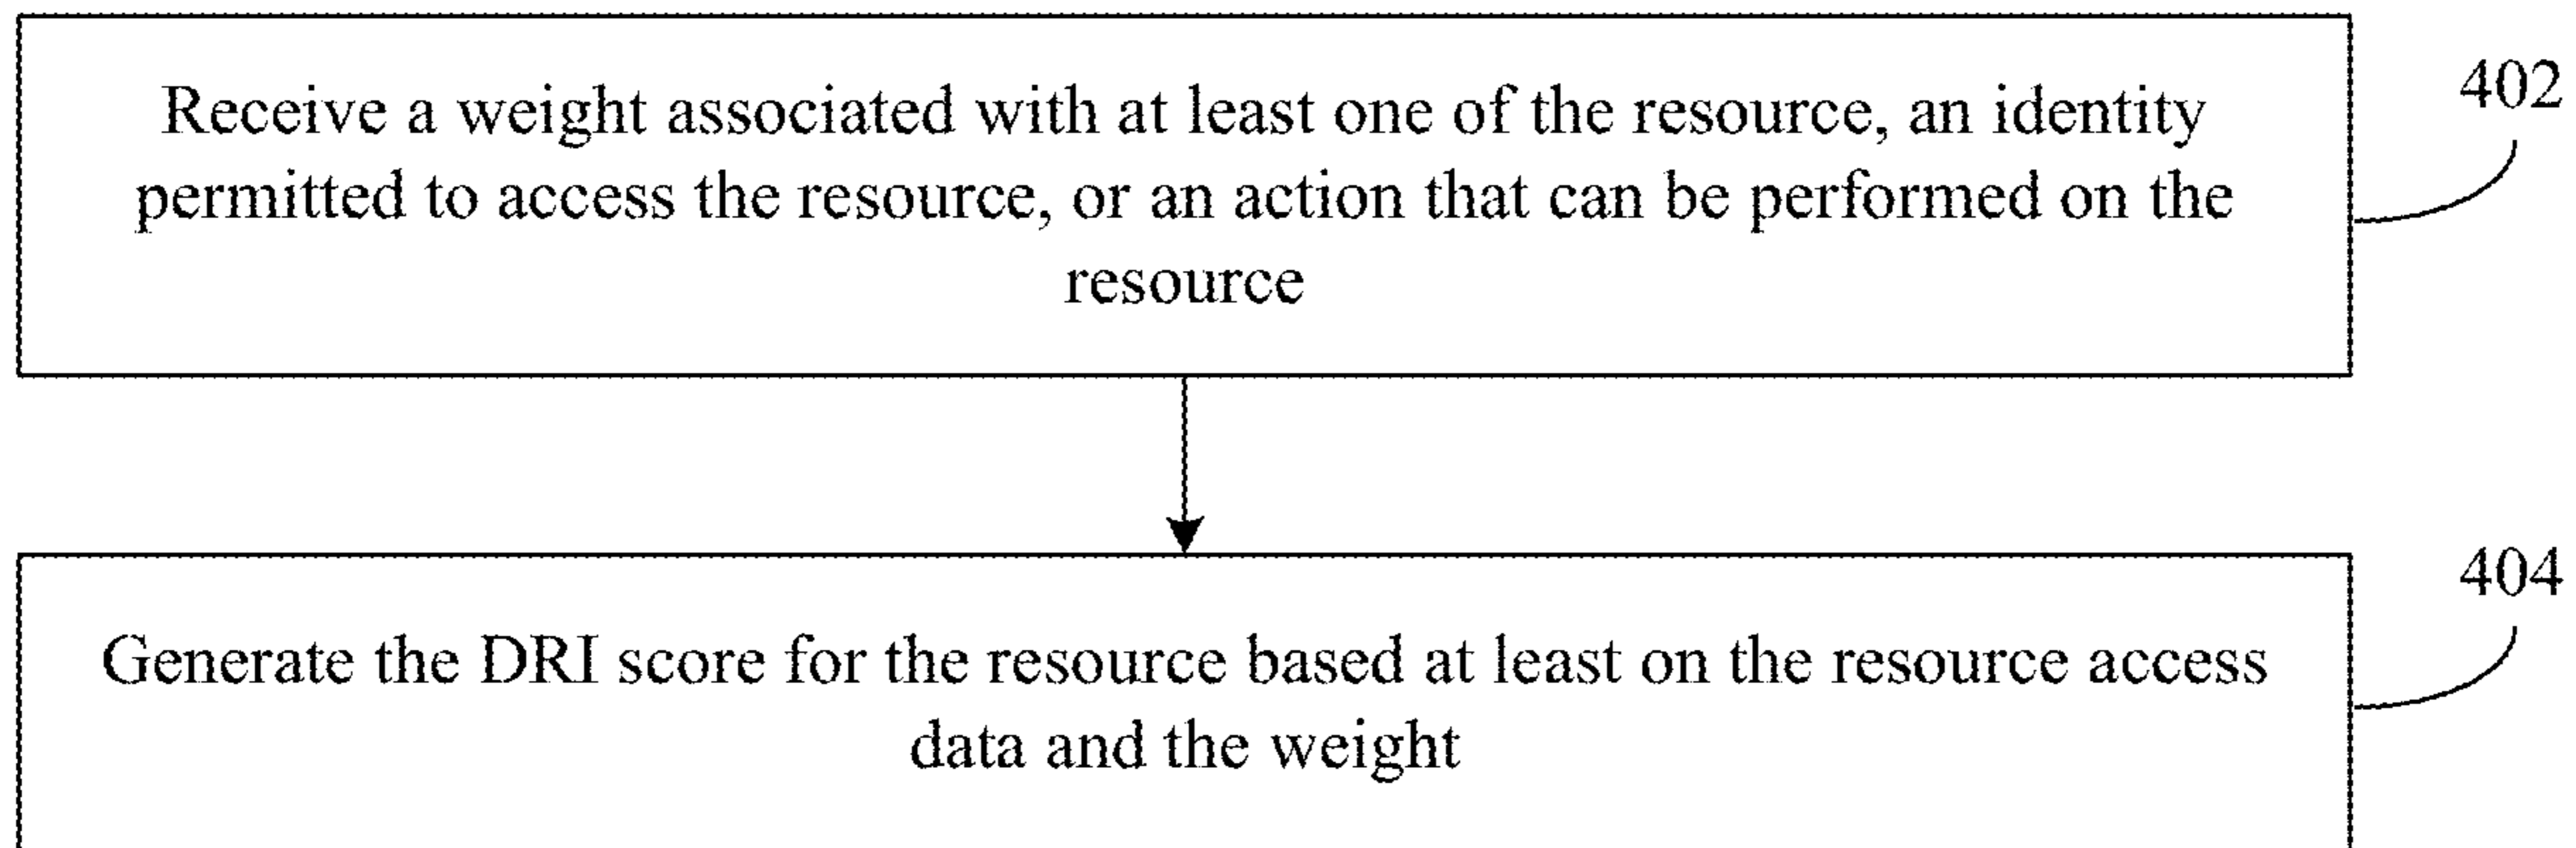 Receive a weight associated with at least one of the resource, an identity
permitted to access the resource, or an action that can be performed on the
resource
402
Generate the DRI score for the resource based at least on the resource access
data and the weight
404